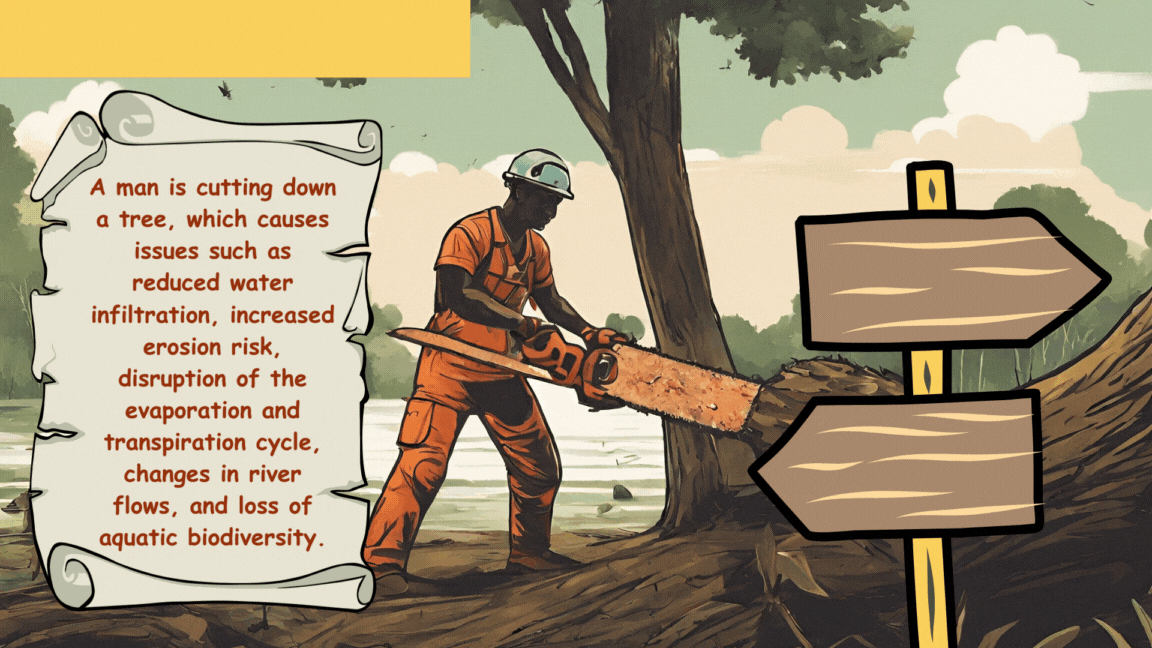 A man is cutting down
a tree, which causes
issues such as
reduced water
infiltration, increased
erosion risk,
disruption of the
evaporation and
transpiration cycle,
changes in river
flows, and loss of
aquatic biodiversity.